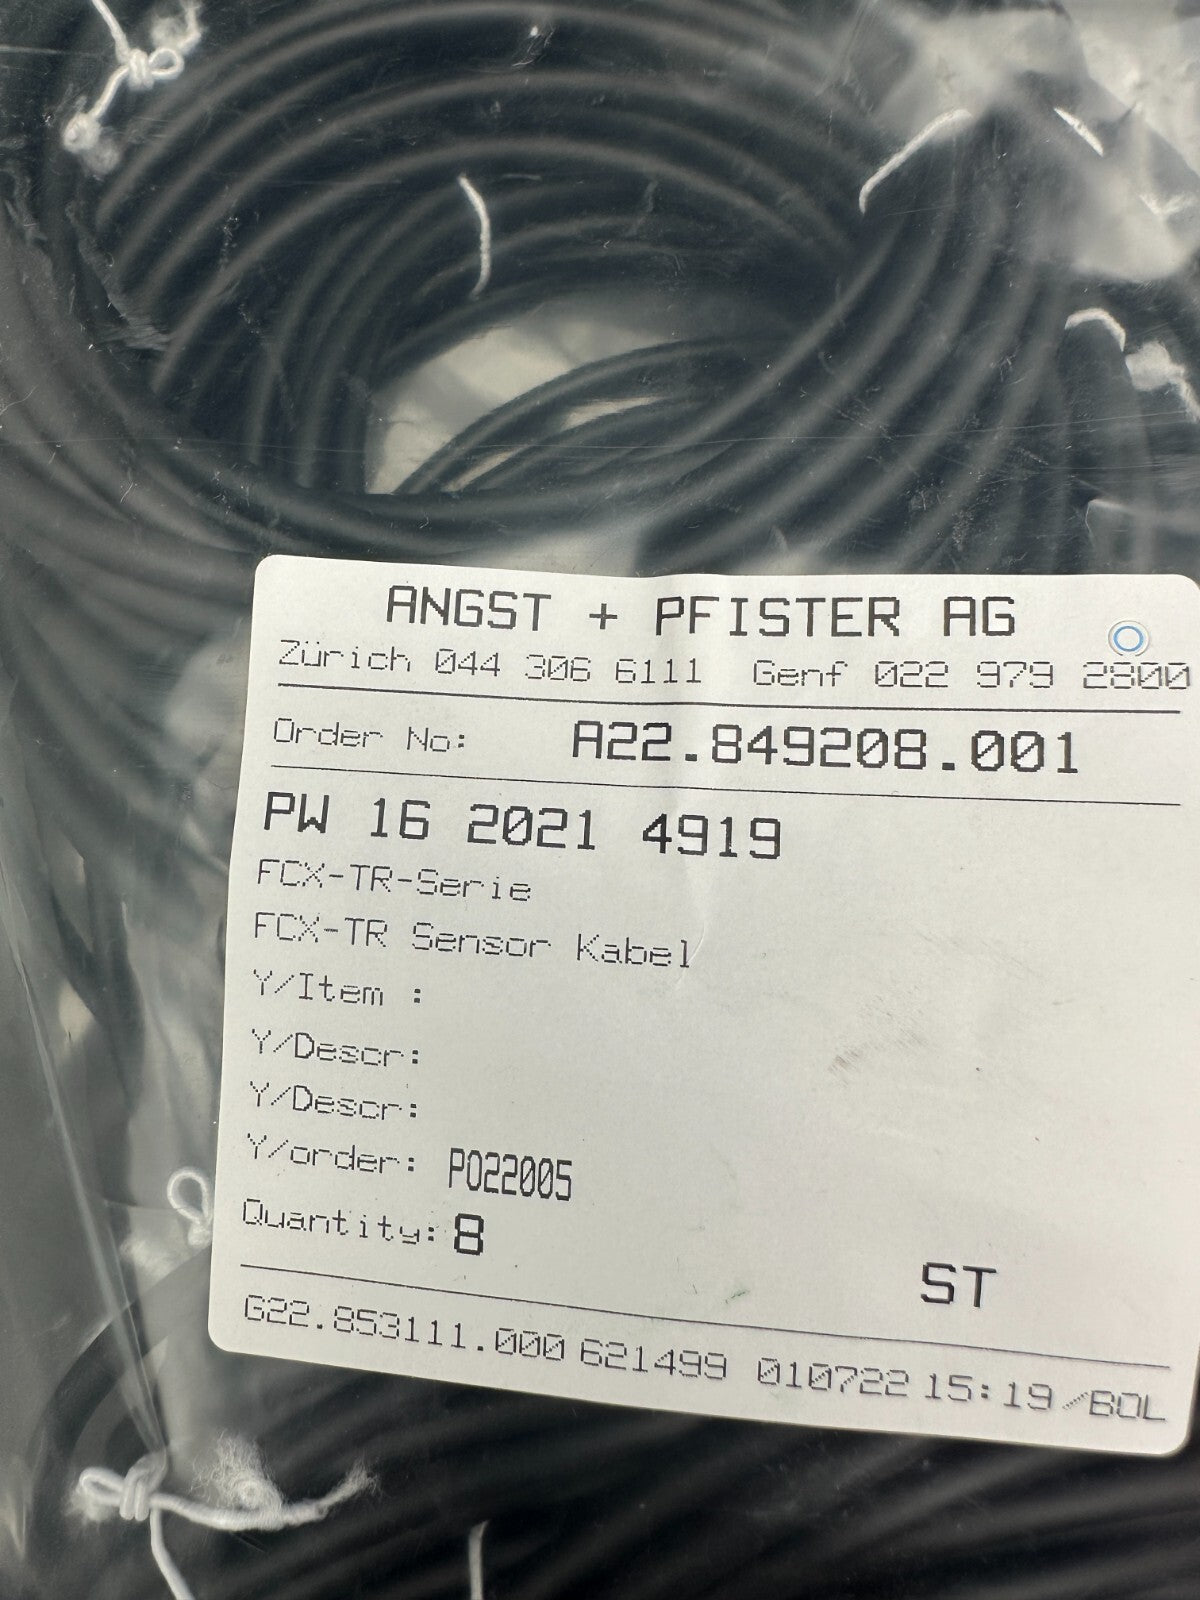 ANGST + PFISTER AG
Zürich 044 306 6111 Genf 022 979 2800
Order No: A22.849208.001
PW 16 2021 4919
FCX-TR-Serie
FCX-TR Sensor Kabel
Y/Item :
Y/Descr:
Y/Descr:
Y/order: PO22005
Quantity: 8
ST
G22.853111.000 621499 010722 15:19 /BOL